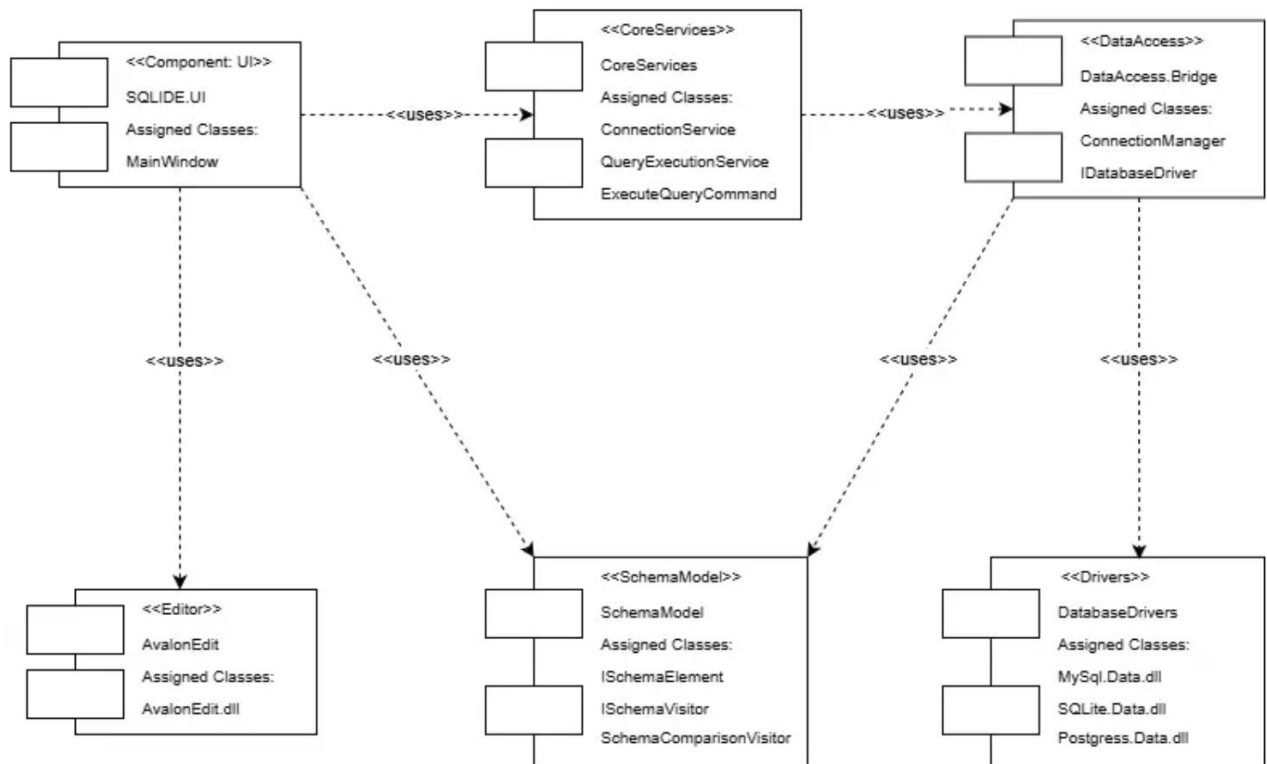 <<Component: UI>>
SQLIDE.UI
Assigned Classes:
MainWindow
<<uses>>
<<CoreServices>>
CoreServices
Assigned Classes:
ConnectionService
QueryExecutionService
ExecuteQueryCommand
<<uses>>
<<DataAccess>>
DataAccess.Bridge
Assigned Classes:
ConnectionManager
IDatabaseDriver
<<uses>>
<<uses>>
<<uses>>
<<uses>>
<<Editor>>
AvalonEdit
Assigned Classes:
AvalonEdit.dll
<<SchemaModel>>
SchemaModel
Assigned Classes:
ISchemaElement
ISchemaVisitor
SchemaComparisonVisitor
<<Drivers>>
DatabaseDrivers
Assigned Classes:
MySql.Data.dll
SQLite.Data.dll
Postgress.Data.dll